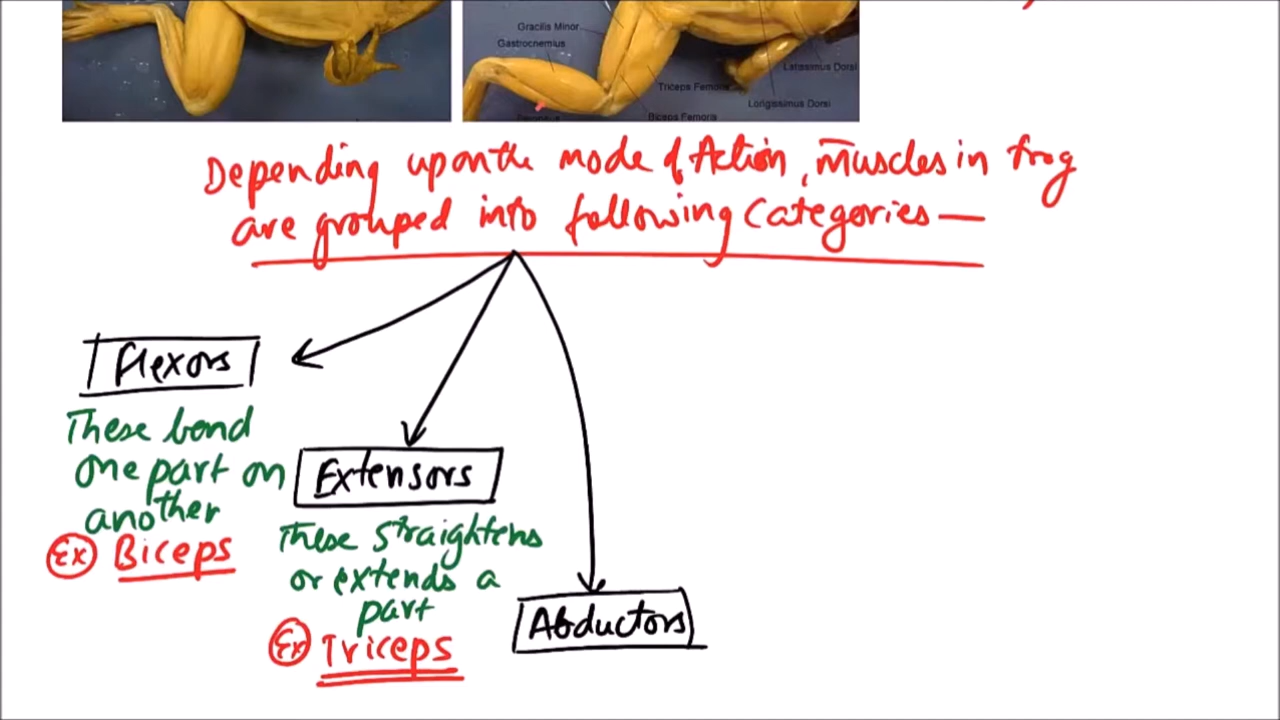 Gracilis Minor
Gastrocnemius
Latissimus Dorsi
Triceps Femoris
Longissimus Dorsi
Peroneus
Biceps Femoris
Depending upon the mode of Action, muscles in frog
are grouped into following Categories —
Flexors
These bend
one part on
another
Ex Biceps
Extensors
These straightens
or extends a
part
Ex Triceps
Abductors